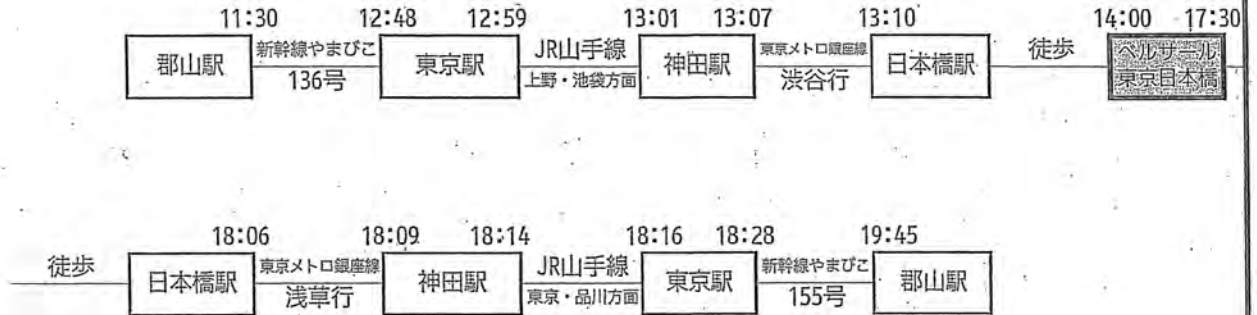 11:30 12:48 12:59 13:01 13:07 13:10 14:00 17:30
郡山駅 新幹線やまびこ 東京駅 JR山手線 神田駅 東京メトロ銀座線 日本橋駅 徒歩 ベルサール
136号 上野・池袋方面 渋谷行 東京日本橋
18:06 18:09 18:14 18:16 18:28 19:45
徒歩 日本橋駅 東京メトロ銀座線 神田駅 JR山手線 東京駅 新幹線やまびこ 郡山駅
浅草行 東京・品川方面 155号